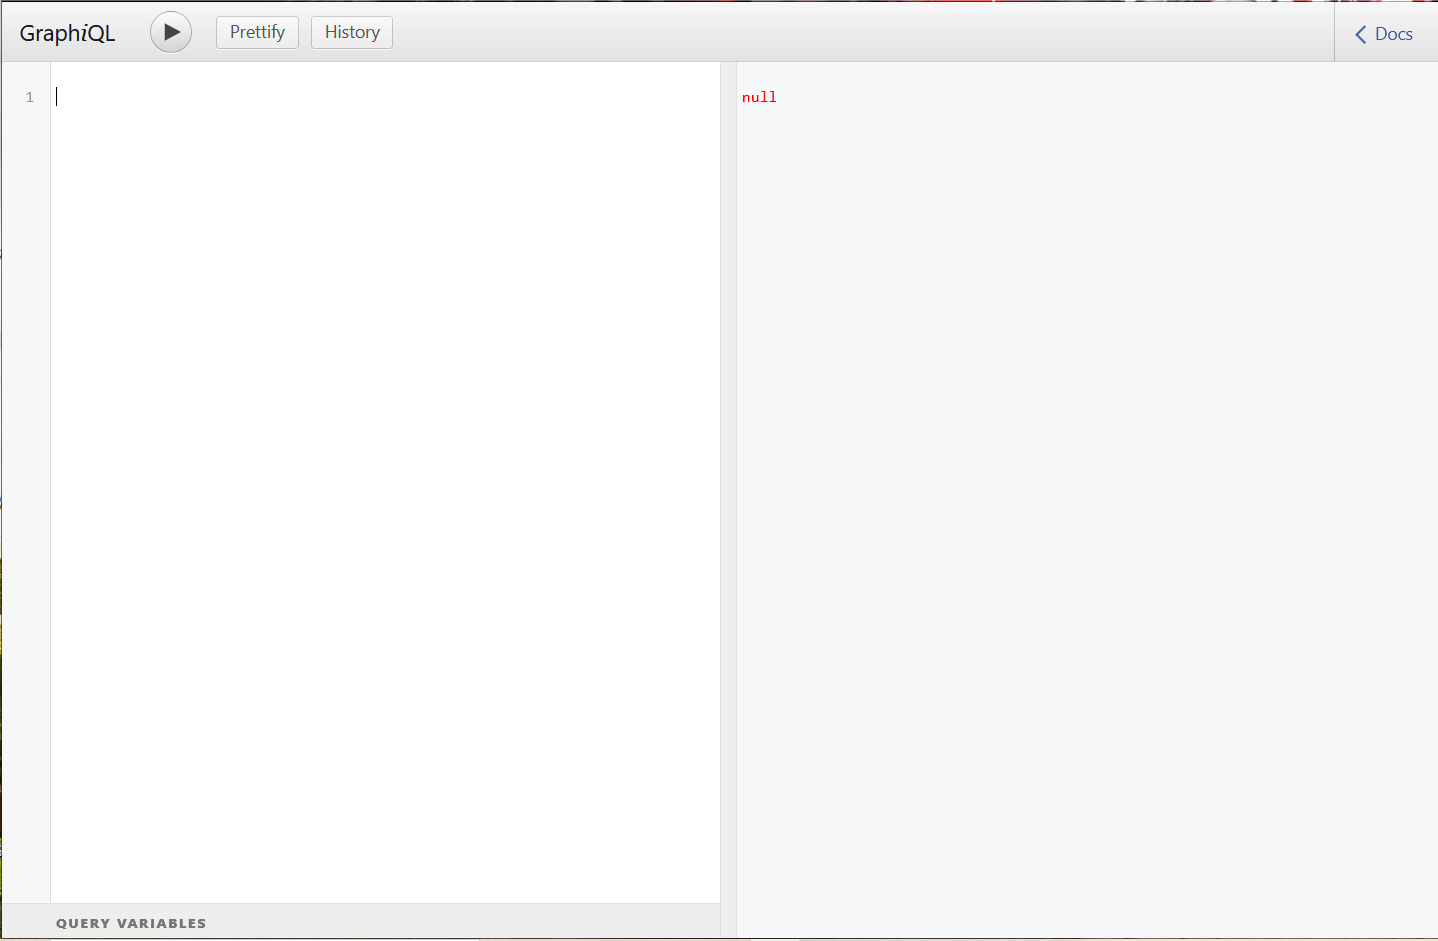 GraphiQL
Prettify
History
Docs
1
null
QUERY VARIABLES